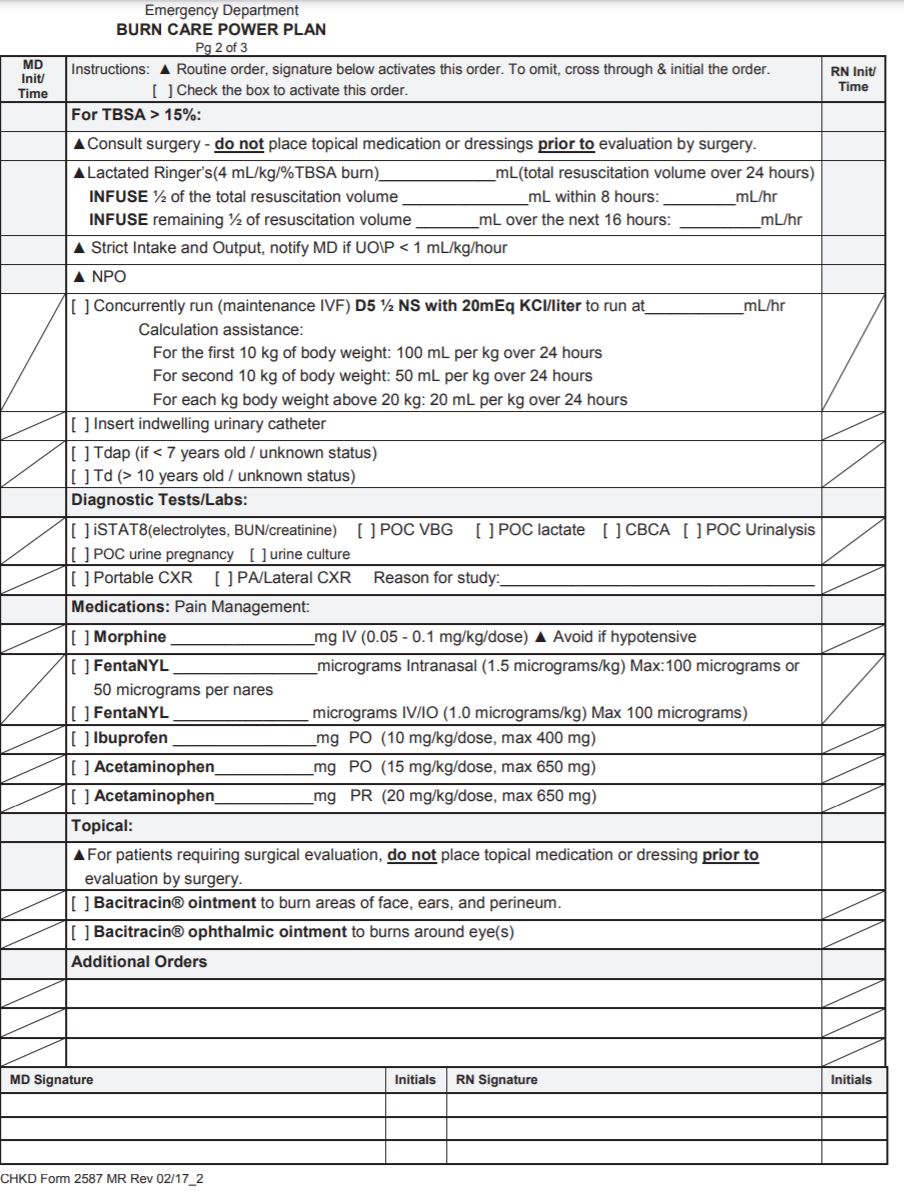 Emergency Department
BURN CARE POWER PLAN
Pg 2 of 3
MD Init/ Time
Instructions: ▲ Routine order, signature below activates this order. To omit, cross through & initial the order.
[ ] Check the box to activate this order.
RN Init/ Time
For TBSA > 15%:
▲Consult surgery - do not place topical medication or dressings prior to evaluation by surgery.
▲Lactated Ringer's(4 mL/kg/%TBSA burn)_____________mL(total resuscitation volume over 24 hours)
INFUSE ½ of the total resuscitation volume ______________mL within 8 hours: ________mL/hr
INFUSE remaining ½ of resuscitation volume _______mL over the next 16 hours: _________mL/hr
▲ Strict Intake and Output, notify MD if UO\P < 1 mL/kg/hour
▲ NPO
[ ] Concurrently run (maintenance IVF) D5 ½ NS with 20mEq KCl/liter to run at___________mL/hr
Calculation assistance:
For the first 10 kg of body weight: 100 mL per kg over 24 hours
For second 10 kg of body weight: 50 mL per kg over 24 hours
For each kg body weight above 20 kg: 20 mL per kg over 24 hours
[ ] Insert indwelling urinary catheter
[ ] Tdap (if < 7 years old / unknown status)
[ ] Td (> 10 years old / unknown status)
Diagnostic Tests/Labs:
[ ] iSTAT8(electrolytes, BUN/creatinine) [ ] POC VBG [ ] POC lactate [ ] CBCA [ ] POC Urinalysis
[ ] POC urine pregnancy [ ] urine culture
[ ] Portable CXR [ ] PA/Lateral CXR Reason for study:___________________________________
Medications: Pain Management:
[ ] Morphine ________________mg IV (0.05 - 0.1 mg/kg/dose) ▲ Avoid if hypotensive
[ ] FentaNYL ________________micrograms Intranasal (1.5 micrograms/kg) Max:100 micrograms or
50 micrograms per nares
[ ] FentaNYL _______________ micrograms IV/IO (1.0 micrograms/kg) Max 100 micrograms)
[ ] Ibuprofen ________________mg PO (10 mg/kg/dose, max 400 mg)
[ ] Acetaminophen___________mg PO (15 mg/kg/dose, max 650 mg)
[ ] Acetaminophen___________mg PR (20 mg/kg/dose, max 650 mg)
Topical:
▲For patients requiring surgical evaluation, do not place topical medication or dressing prior to
evaluation by surgery.
[ ] Bacitracin® ointment to burn areas of face, ears, and perineum.
[ ] Bacitracin® ophthalmic ointment to burns around eye(s)
Additional Orders
MD Signature Initials RN Signature Initials
CHKD Form 2587 MR Rev 02/17_2